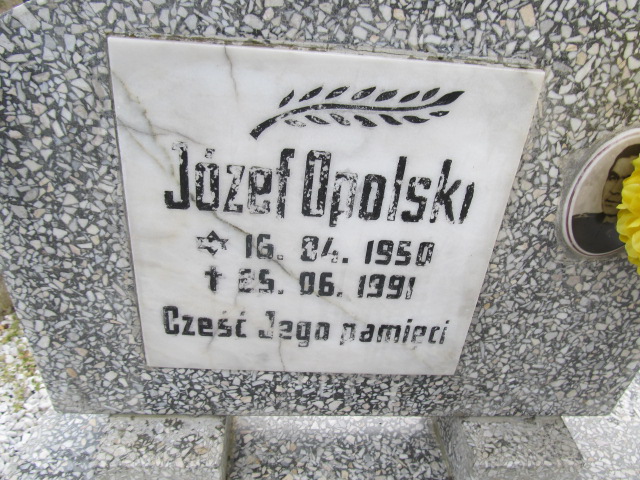 Józef Opolski
* 16. 04. 1950
✝ 25. 06. 1991
Cześć Jego pamięci